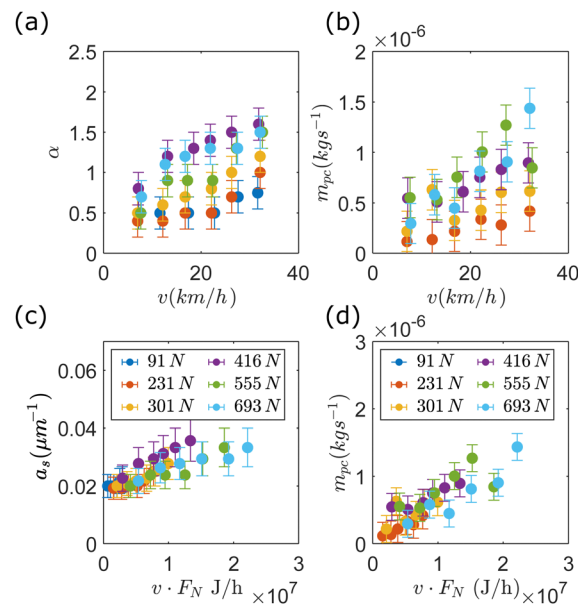 (a)
(b)
× 10⁻⁶
2.5
2
1.5
1
0.5
0
α
0
20
40
v(km/h)
2
1.5
1
0.5
0
m_pc(kgs⁻¹)
0
20
40
v(km/h)
(c)
(d)
× 10⁻⁶
0.06
0.04
0.02
0
a_s(μm⁻¹)
91 N 416 N
231 N 555 N
301 N 693 N
0
1
2
3
v · F_N J/h
×10⁷
3
2
1
0
m_pc(kgs⁻¹)
91 N 416 N
231 N 555 N
301 N 693 N
0
1
2
3
v · F_N (J/h)
×10⁷